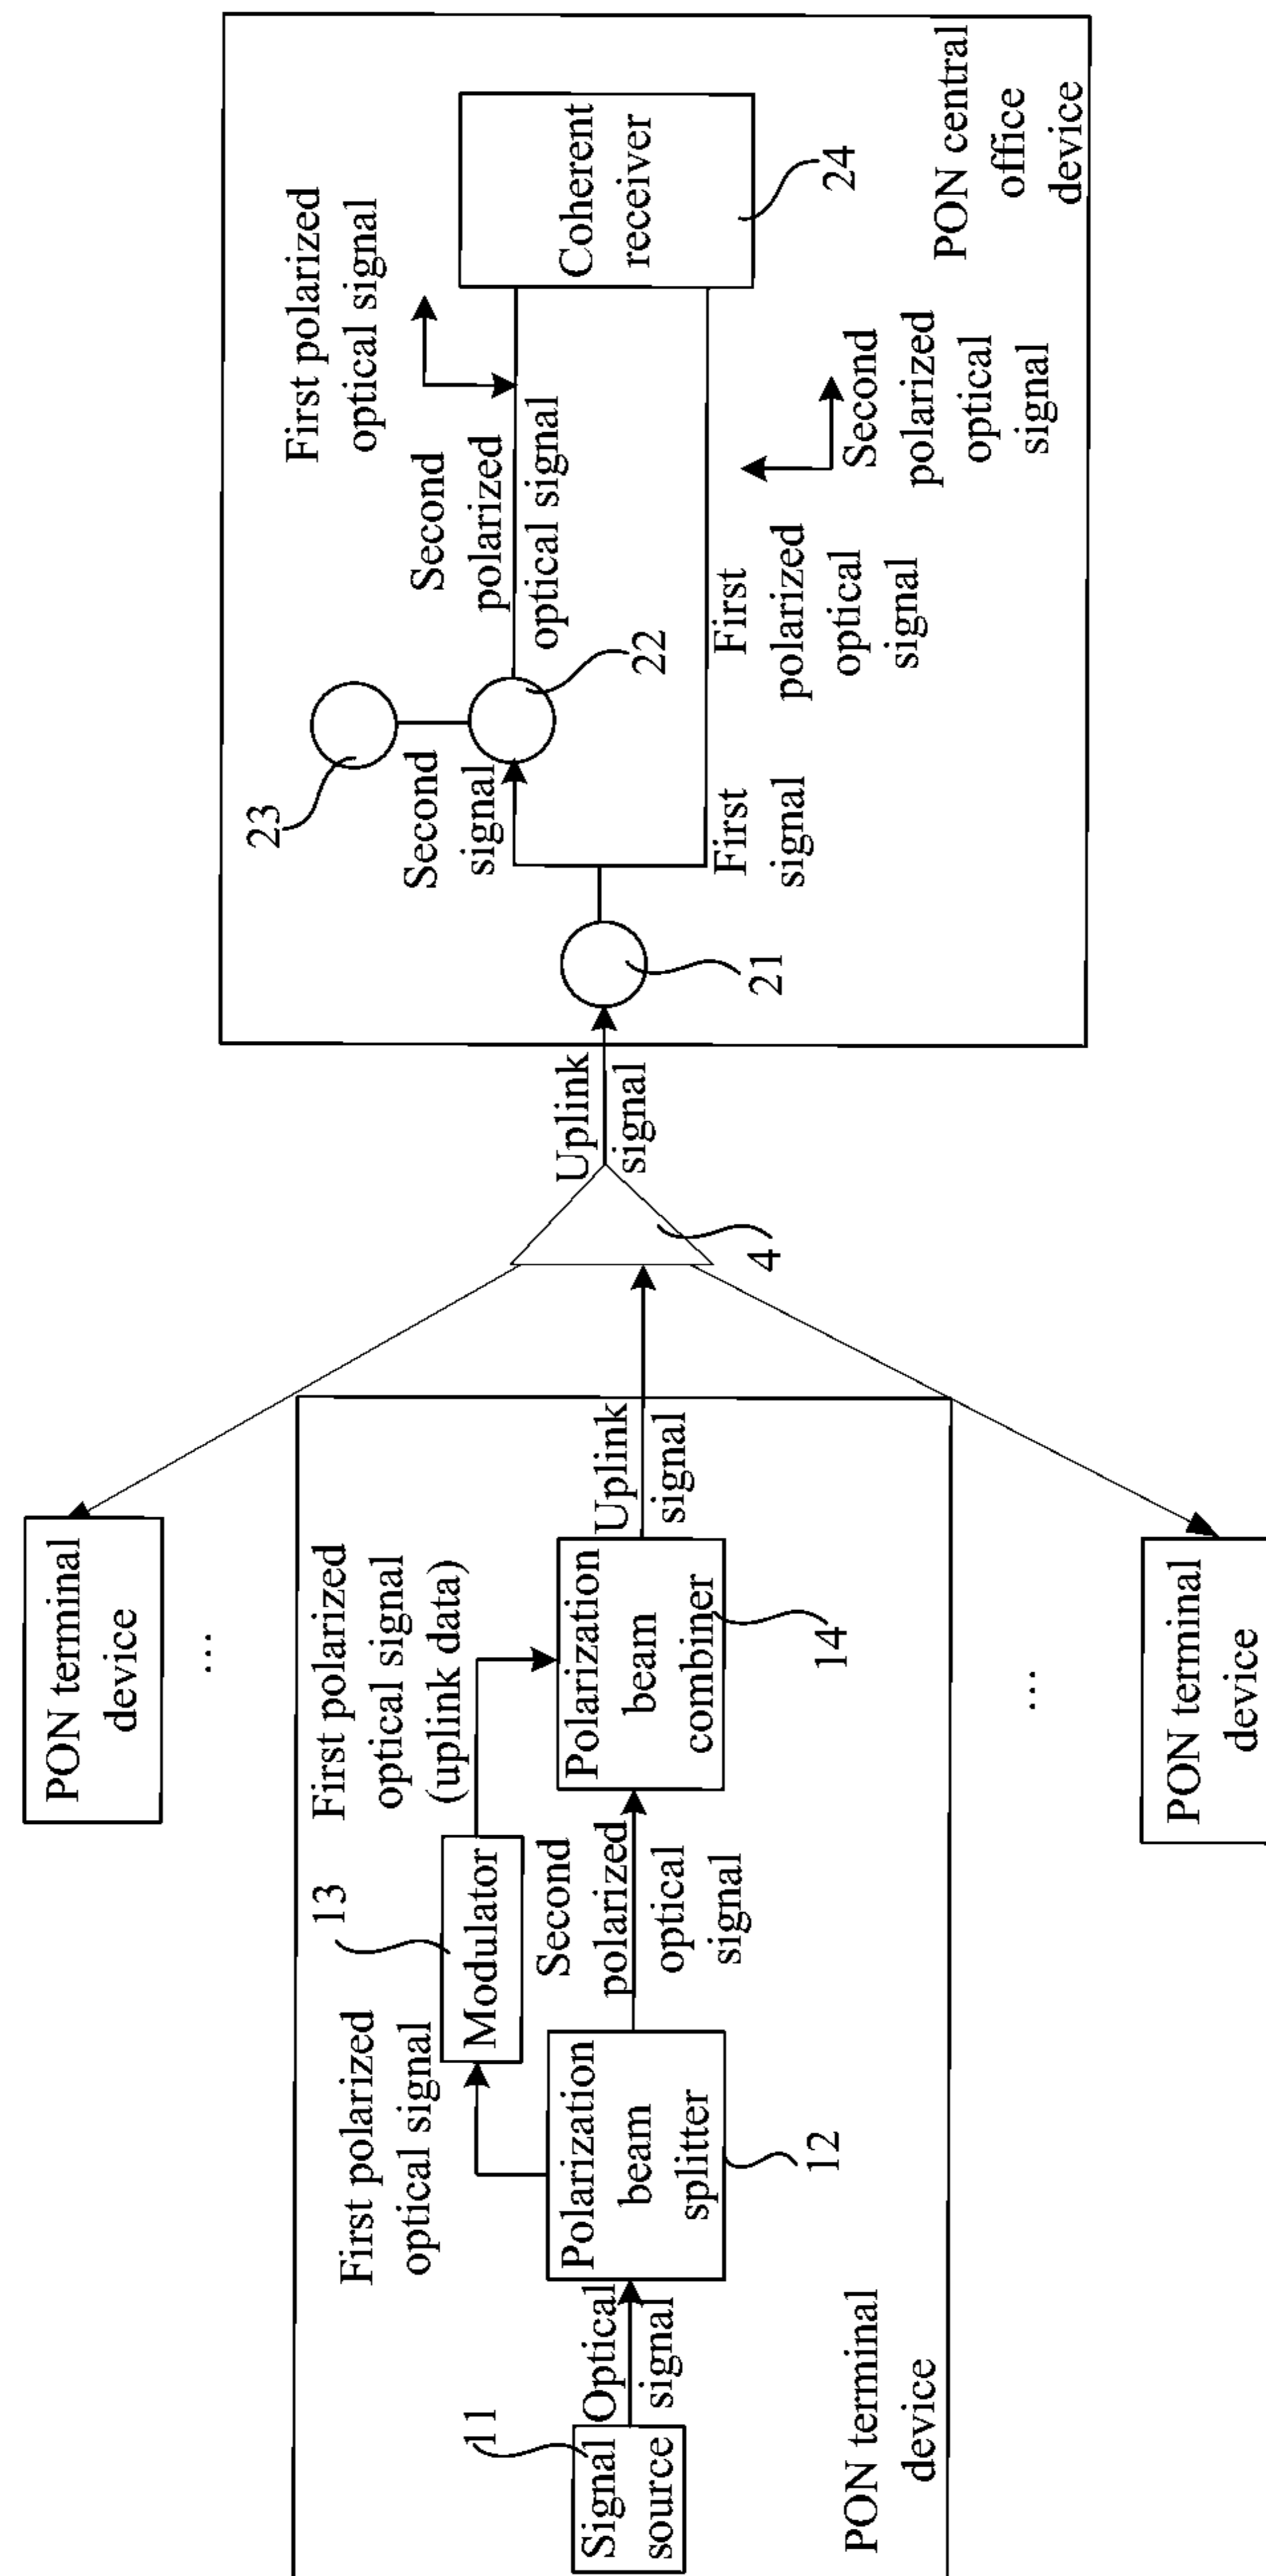 PON terminal
device
...
11
Signal
source
Optical
signal
Polarization
beam
splitter
12
First polarized
optical signal
13
Modulator
First polarized
optical signal
(uplink data)
Second
polarized
optical
signal
Polarization
beam
combiner
14
Uplink
signal
PON terminal
device
...
PON terminal
device
4
Uplink
signal
21
23
Second
signal
22
First
signal
Second
polarized
optical signal
First polarized
optical signal
First
polarized
optical
signal
Second
polarized
optical
signal
Coherent
receiver
24
PON central
office
device